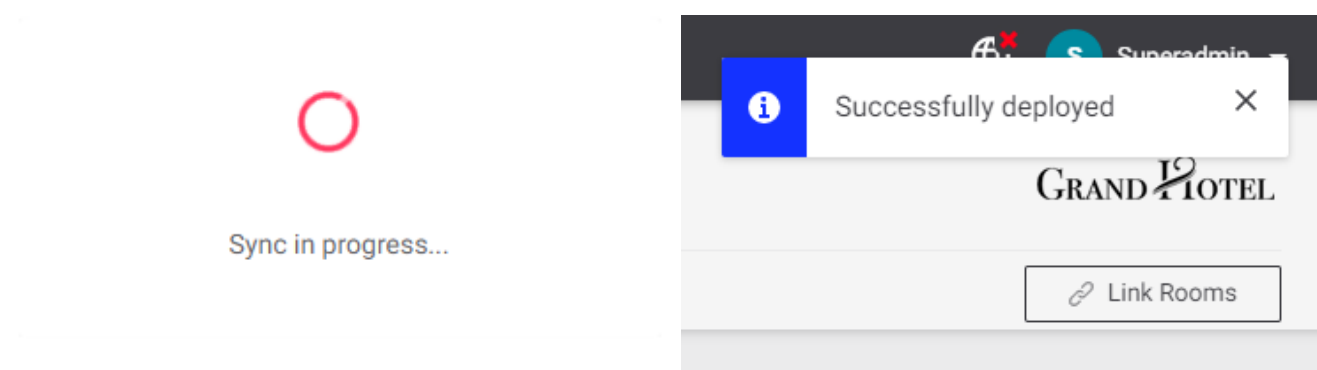 Sync in progress...
S Superadmin
Successfully deployed
GRAND HOTEL
Link Rooms